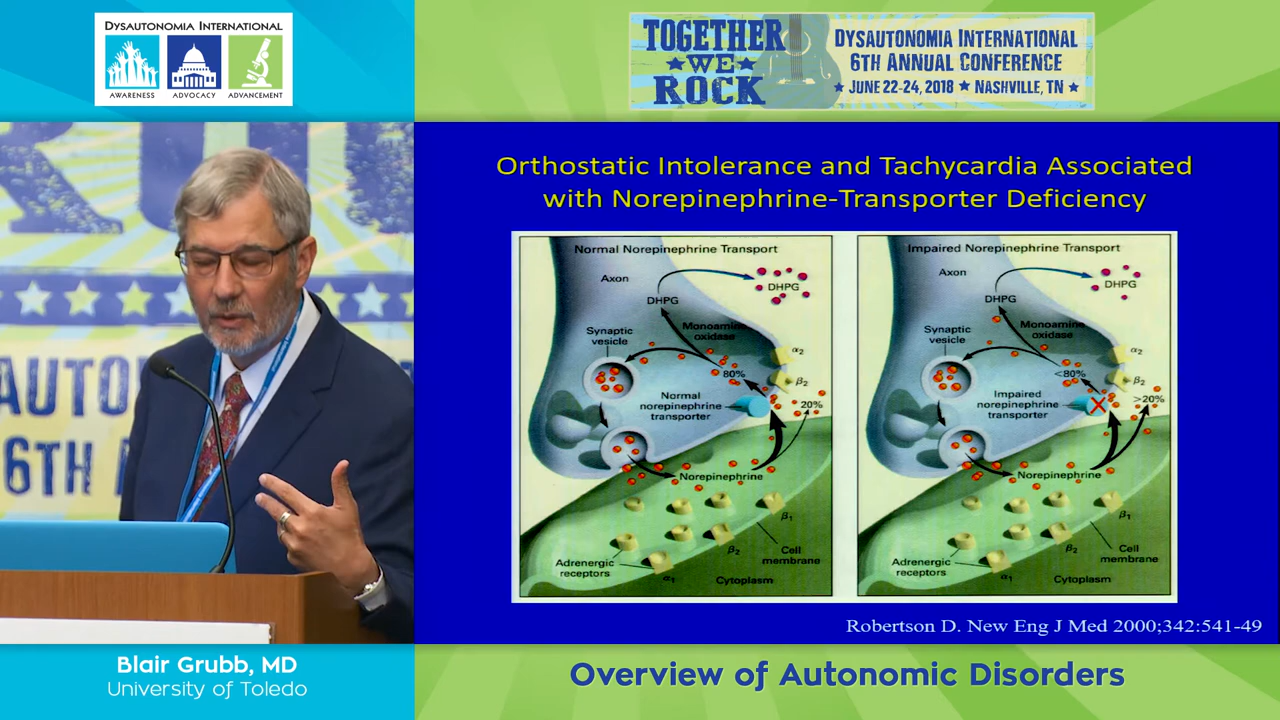 DYSAUTONOMIA INTERNATIONAL
AWARENESS
ADVOCACY
ADVANCEMENT
TOGETHER
WE
ROCK
DYSAUTONOMIA INTERNATIONAL
6TH ANNUAL CONFERENCE
JUNE 22-24, 2018 NASHVILLE, TN
AUTO
6TH
Orthostatic Intolerance and Tachycardia Associated
with Norepinephrine-Transporter Deficiency
Normal Norepinephrine Transport
Axon
DHPG
DHPG
Synaptic
vesicle
Monoamine
oxidase
α2
β2
80%
20%
Normal
norepinephrine
transporter
Norepinephrine
β1
β2
Cell
membrane
Adrenergic
receptors
α1
Cytoplasm
Impaired Norepinephrine Transport
Axon
DHPG
DHPG
Synaptic
vesicle
Monoamine
oxidase
α2
β2
<80%
>20%
Impaired
norepinephrine
transporter
Norepinephrine
β1
β2
Cell
membrane
Adrenergic
receptors
α1
Cytoplasm
Robertson D. New Eng J Med 2000;342:541-49
Blair Grubb, MD
University of Toledo
Overview of Autonomic Disorders